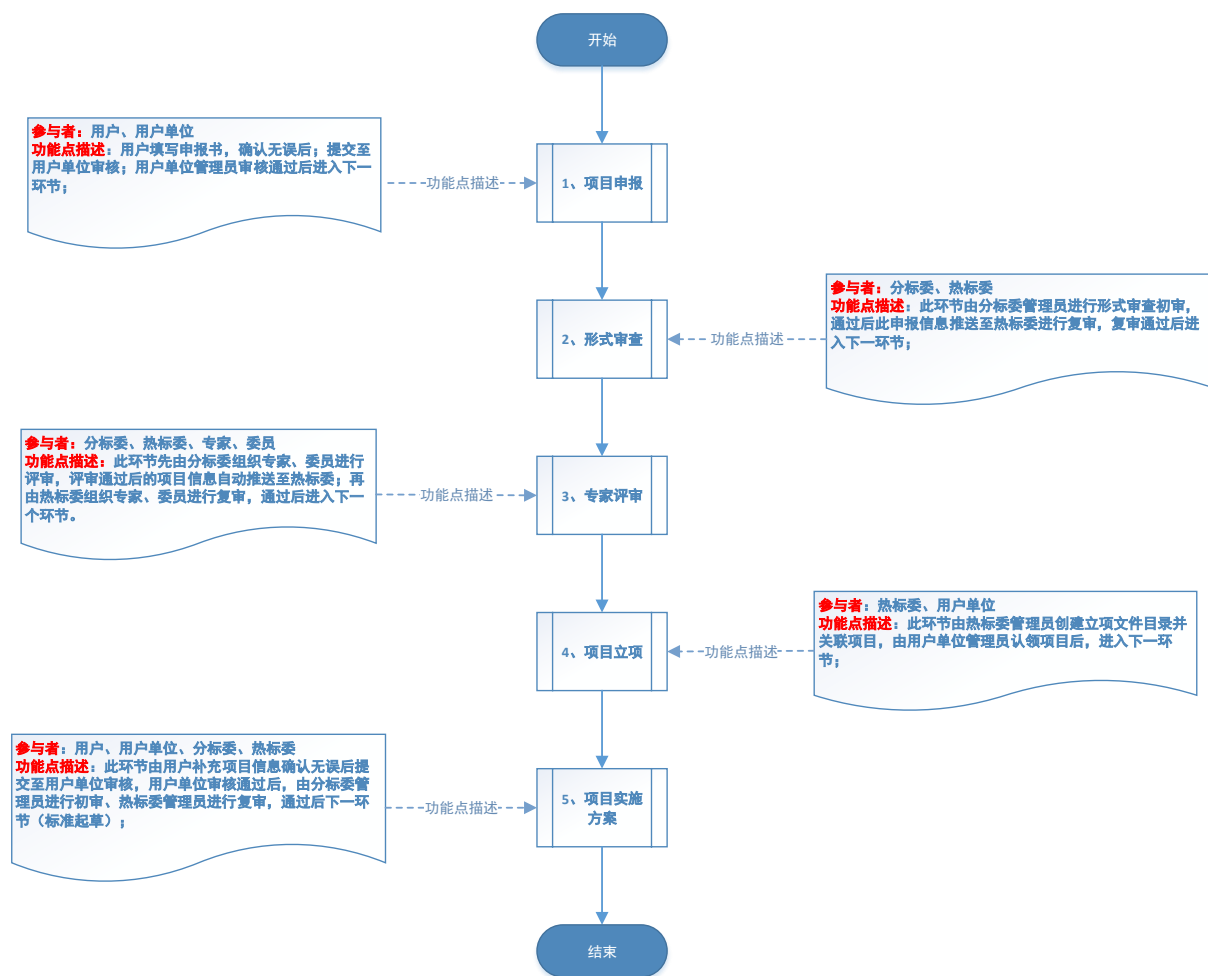 开始
参与者：用户、用户单位
功能点描述：用户填写申报书，确认无误后；提交至
用户单位审核；用户单位管理员审核通过后进入下一
环节；
功能点描述
1、项目申报
参与者：分标委、热标委
功能点描述：此环节由分标委管理员进行形式审查初审，
通过后此申报信息推送至热标委进行复审，复审通过后进
入下一环节；
2、形式审查
功能点描述
参与者：分标委、热标委、专家、委员
功能点描述：此环节先由分标委组织专家、委员进行
评审，评审通过后的项目信息自动推送至热标委；再
由热标委组织专家、委员进行复审，通过后进入下一
个环节。
功能点描述
3、专家评审
参与者：热标委、用户单位
功能点描述：此环节由热标委管理员创建立项文件目录并
关联项目，由用户单位管理员认领项目后，进入下一环
节；
4、项目立项
功能点描述
参与者：用户、用户单位、分标委、热标委
功能点描述：此环节由用户补充项目信息确认无误后提
交至用户单位审核，用户单位审核通过后，由分标委管
理员进行初审、热标委管理员进行复审，通过后下一环
节（标准起草）；
功能点描述
5、项目实施
方案
结束